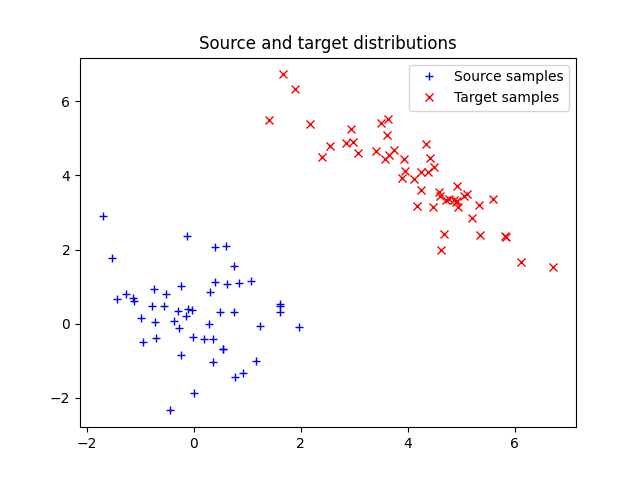 Source and target distributions
Source samples
Target samples
6
4
2
0
−2
−2 0 2 4 6